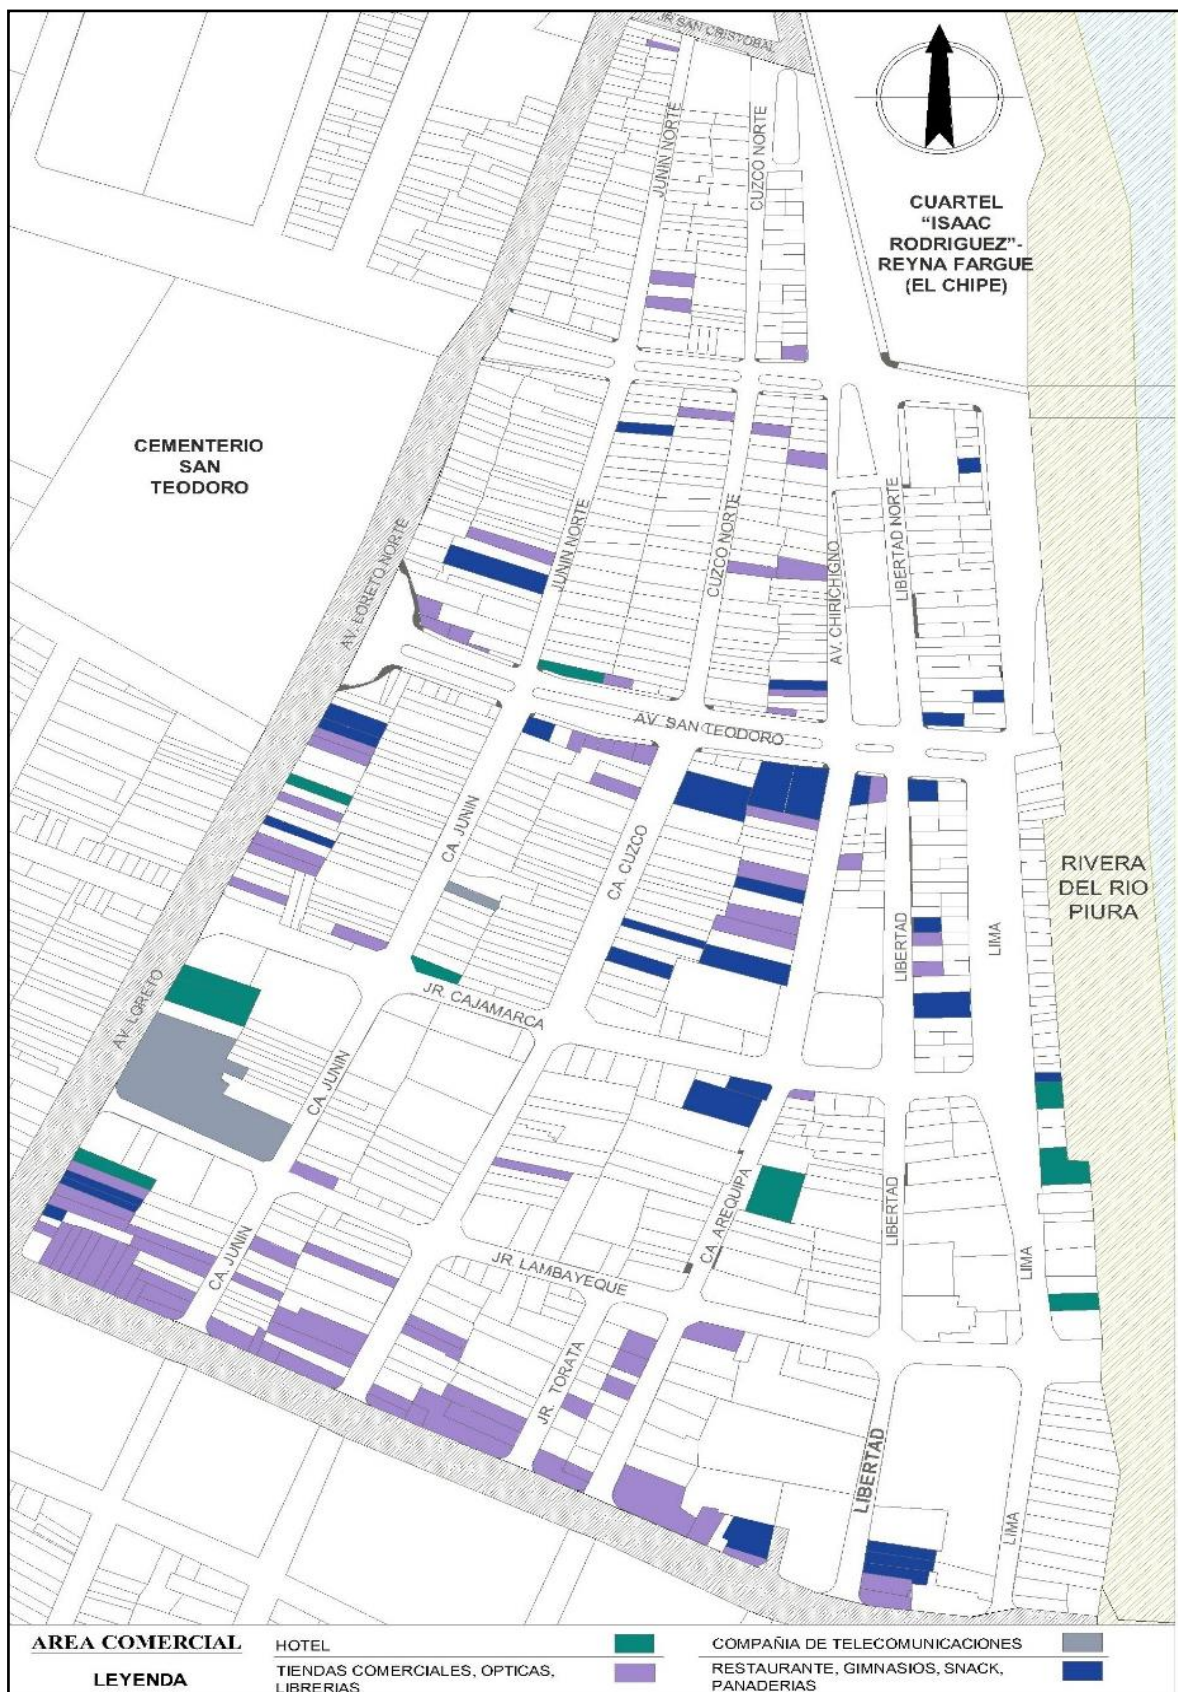 JR SAN CRISTOBAL
JUNIN NORTE
CUZCO NORTE
CUARTEL
“ISAAC
RODRIGUEZ”-
REYNA FARGUE
(EL CHIPE)
CEMENTERIO
SAN
TEODORO
AV. LORETO NORTE
JUNIN NORTE
CUZCO NORTE
AV. CHIRICHIGNO
LIBERTAD NORTE
AV. SAN TEODORO
CA. JUNIN
CA. CUZCO
LIBERTAD
LIMA
RIVERA
DEL RIO
PIURA
AV. LORETO
JR. CAJAMARCA
CA. JUNIN
CA. AREQUIPA
LIBERTAD
LIMA
CA. JUNIN
JR. LAMBAYEQUE
JR. TORATA
LIBERTAD
LIMA
AREA COMERCIAL
LEYENDA
HOTEL
TIENDAS COMERCIALES, OPTICAS,
LIBRERIAS
COMPAÑIA DE TELECOMUNICACIONES
RESTAURANTE, GIMNASIOS, SNACK,
PANADERIAS